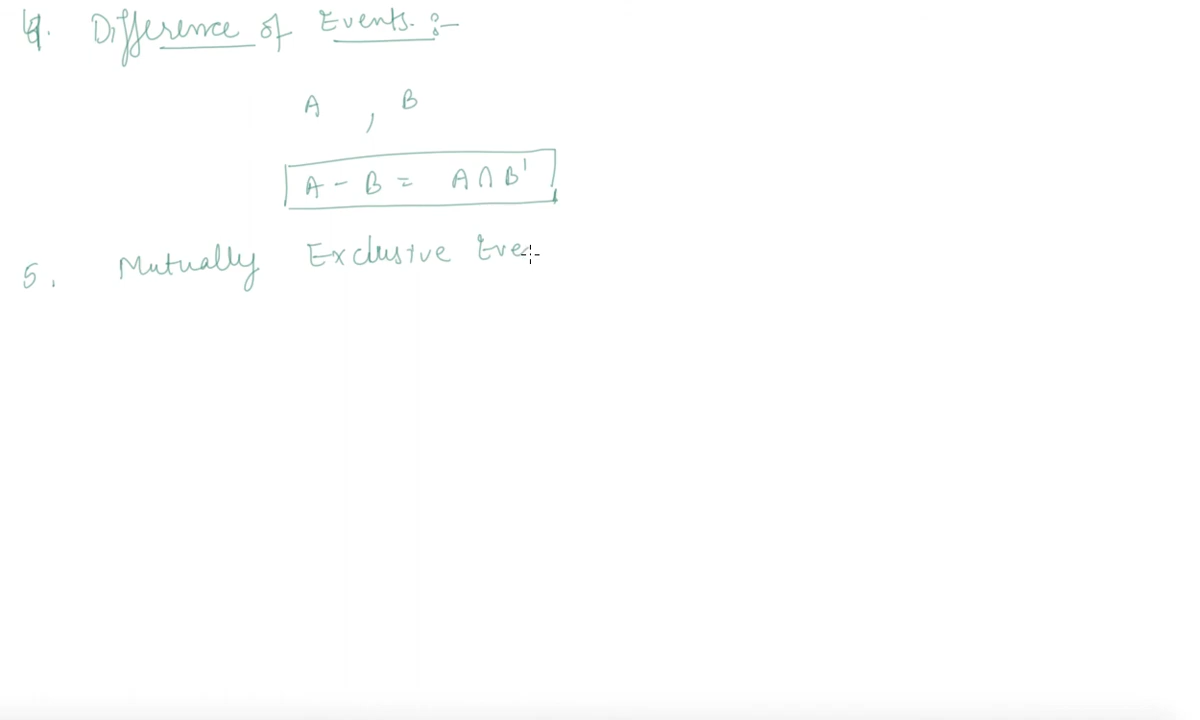 4. Difference of Events :-
A , B
A - B = A ∩ B'
5. Mutually Exclusive Eve